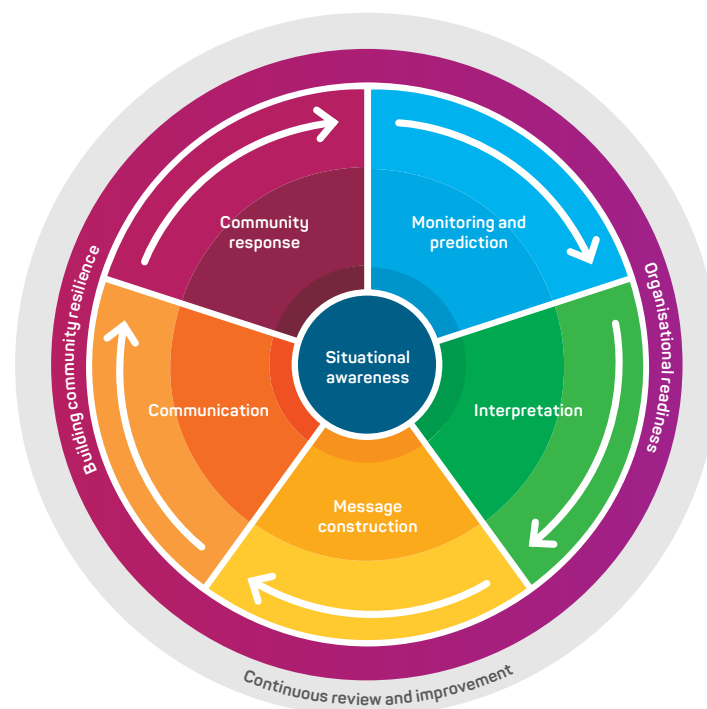 Community
response
Monitoring and
prediction
Building community resilience
Organisational readiness
Situational
awareness
Communication
Interpretation
Message
construction
Continuous review and improvement